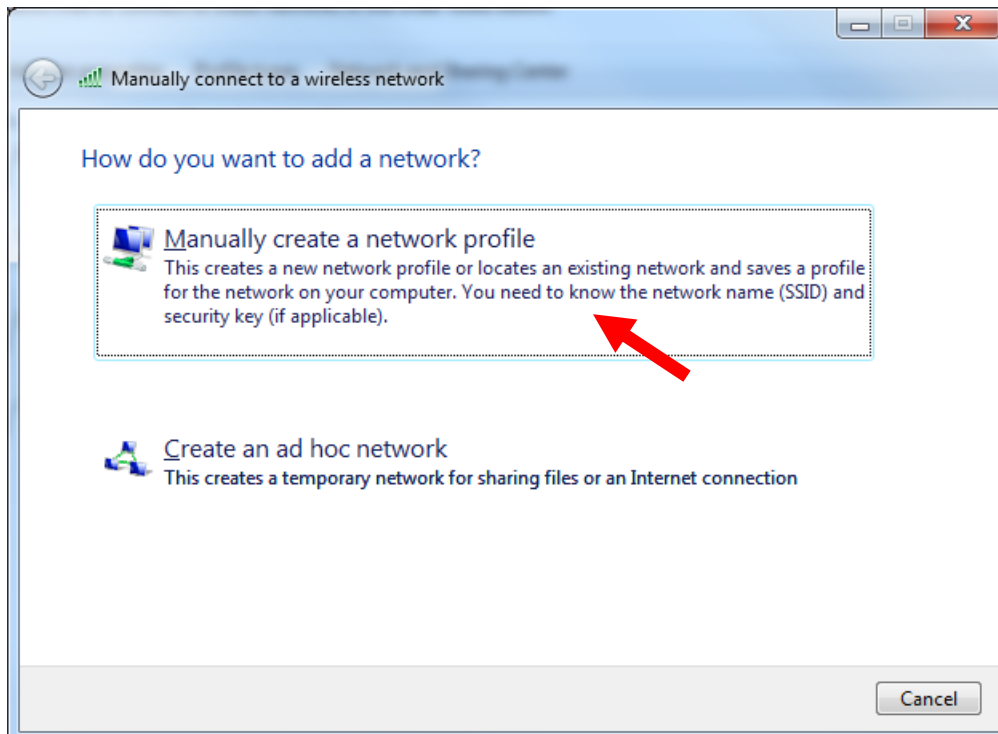 Manually connect to a wireless network
How do you want to add a network?
Manually create a network profile
This creates a new network profile or locates an existing network and saves a profile
for the network on your computer. You need to know the network name (SSID) and
security key (if applicable).
Create an ad hoc network
This creates a temporary network for sharing files or an Internet connection
Cancel